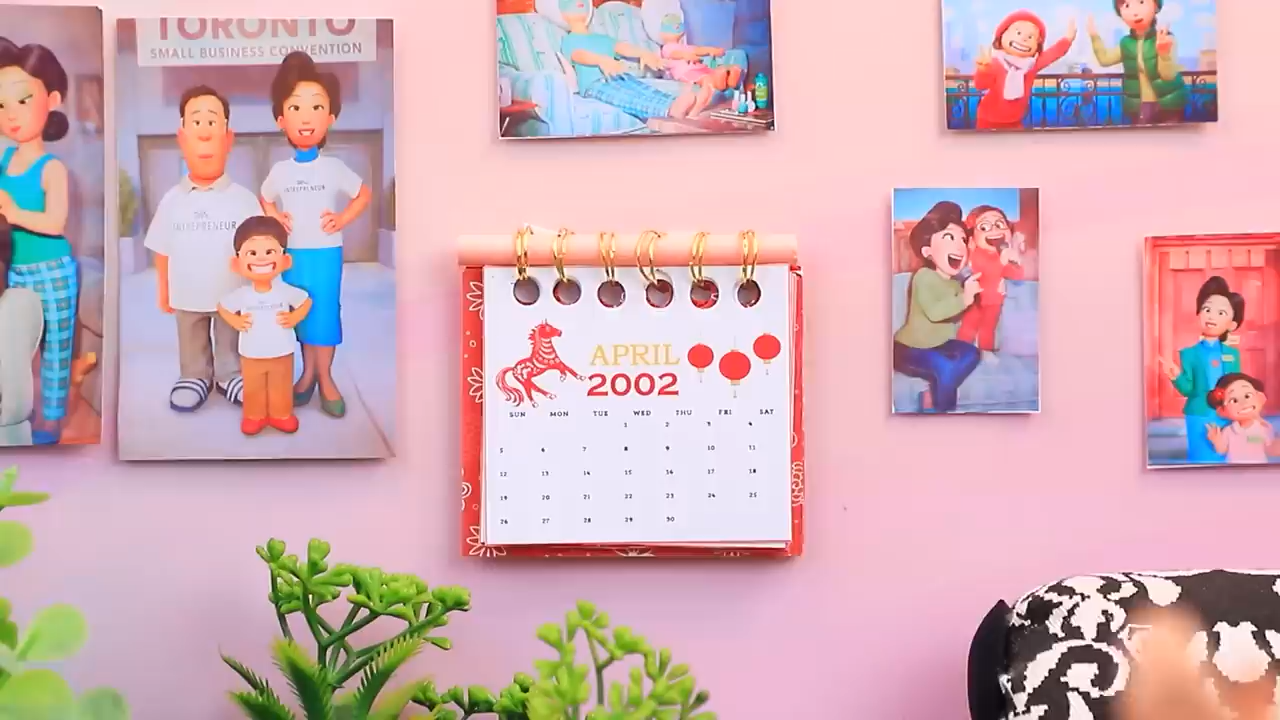 TORONTO
SMALL BUSINESS CONVENTION
ENTREPRENEUR
ENTREPRENEUR
APRIL
2002
SUN MON TUE WED THU FRI SAT
1 2 3 4
5 6 7 8 9 10 11
12 13 14 15 16 17 18
19 20 21 22 23 24 25
26 27 28 29 30